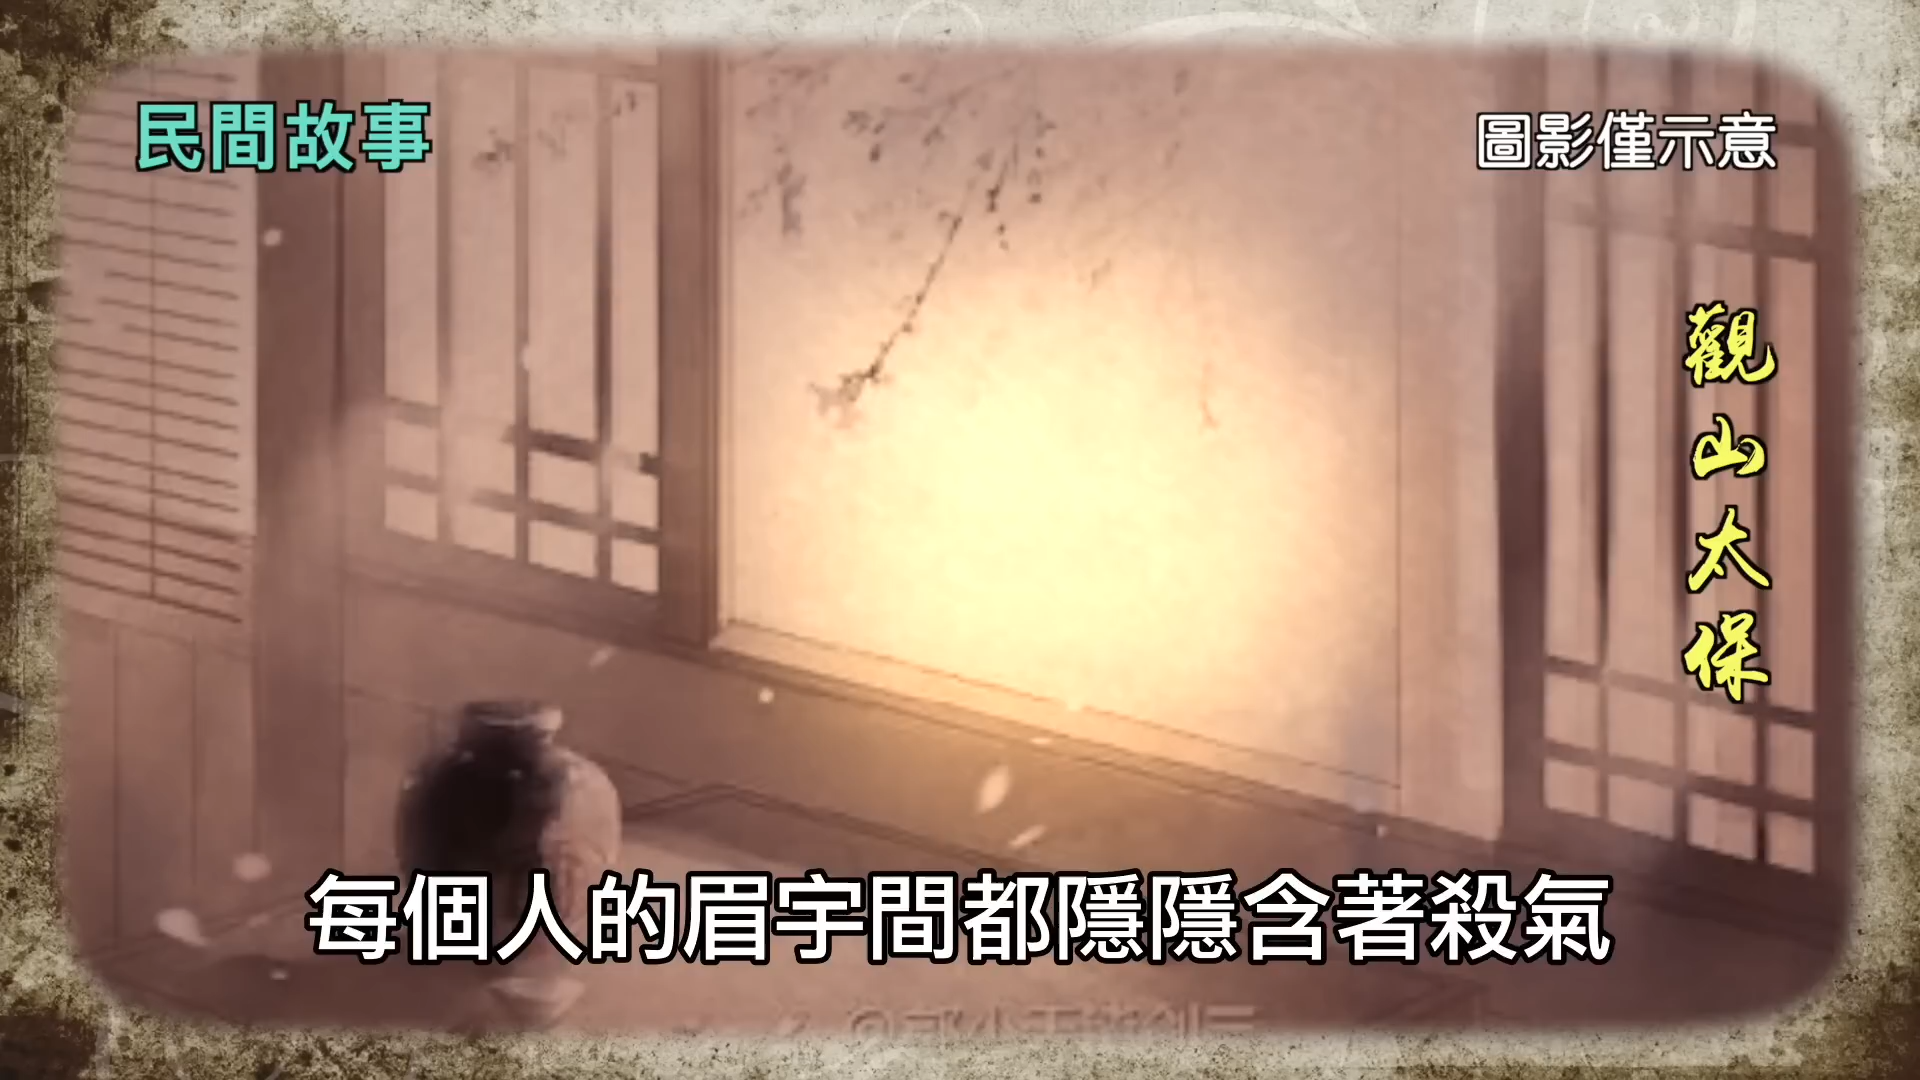 民間故事
圖影僅示意
觀山太保
每個人的眉宇間都隱隱含著殺氣